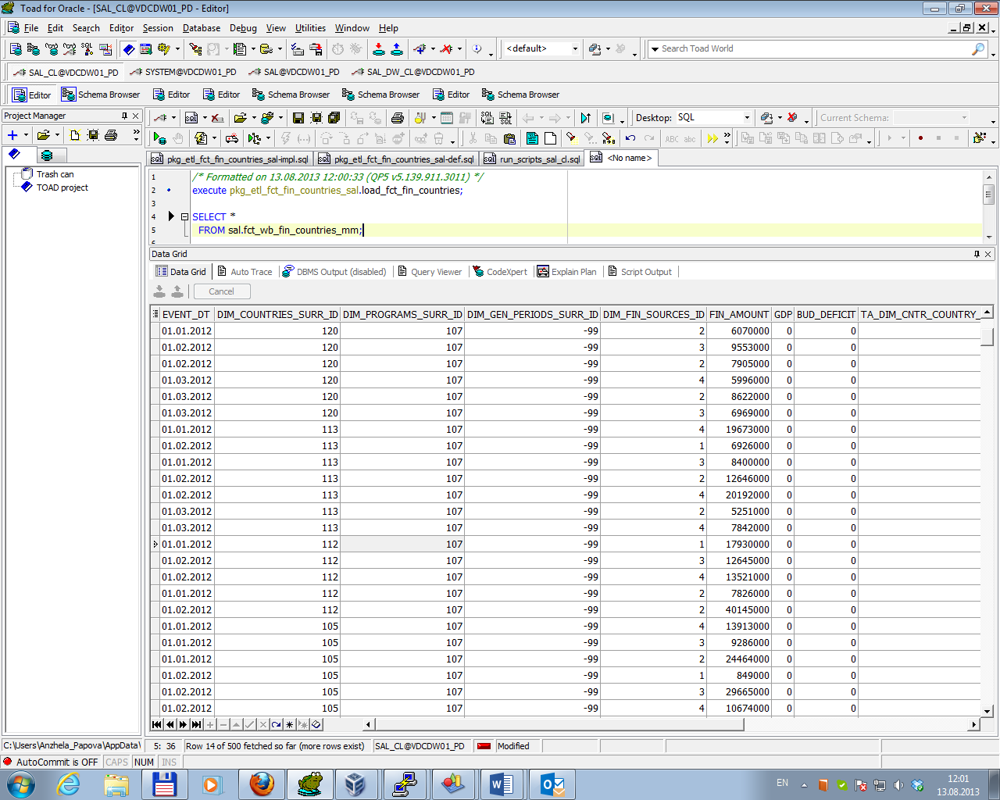 Toad for Oracle - [SAL_CL@VDCDW01_PD - Editor]
File Edit Search Editor Session Database Debug View Utilities Window Help
<default> Search Toad World
SAL_CL@VDCDW01_PD SYSTEM@VDCDW01_PD SAL@VDCDW01_PD SAL_DW_CL@VDCDW01_PD
Editor Schema Browser Editor Editor Schema Browser Schema Browser Editor Schema Browser
Project Manager
Desktop: SQL Current Schema:
pkg_etl_fct_fin_countries_sal-impl.sql pkg_etl_fct_fin_countries_sal-def.sql run_scripts_sal_cl.sql <No name>
Trash can
TOAD project
1 /* Formatted on 13.08.2013 12:00:33 (QP5 v5.139.911.3011) */
2 execute pkg_etl_fct_fin_countries_sal.load_fct_fin_countries;
3
4 SELECT *
5 FROM sal.fct_wb_fin_countries_mm;
Data Grid
Data Grid Auto Trace DBMS Output (disabled) Query Viewer CodeXpert Explain Plan Script Output
Cancel
EVENT_DT DIM_COUNTRIES_SURR_ID DIM_PROGRAMS_SURR_ID DIM_GEN_PERIODS_SURR_ID DIM_FIN_SOURCES_ID FIN_AMOUNT GDP BUD_DEFICIT TA_DIM_CNTR_COUNTRY_
01.01.2012 120 107 -99 2 6070000 0 0
01.02.2012 120 107 -99 3 9553000 0 0
01.02.2012 120 107 -99 2 7905000 0 0
01.03.2012 120 107 -99 4 5996000 0 0
01.03.2012 120 107 -99 2 8622000 0 0
01.03.2012 120 107 -99 3 6969000 0 0
01.01.2012 113 107 -99 4 19673000 0 0
01.02.2012 113 107 -99 1 6926000 0 0
01.01.2012 113 107 -99 3 8400000 0 0
01.02.2012 113 107 -99 2 12646000 0 0
01.02.2012 113 107 -99 4 20192000 0 0
01.03.2012 113 107 -99 2 5251000 0 0
01.03.2012 113 107 -99 4 7842000 0 0
01.01.2012 112 107 -99 1 17930000 0 0
01.02.2012 112 107 -99 3 12645000 0 0
01.02.2012 112 107 -99 4 13521000 0 0
01.01.2012 112 107 -99 2 7826000 0 0
01.02.2012 112 107 -99 2 40145000 0 0
01.01.2012 105 107 -99 4 13913000 0 0
01.01.2012 105 107 -99 3 9286000 0 0
01.01.2012 105 107 -99 2 24464000 0 0
01.02.2012 105 107 -99 1 849000 0 0
01.02.2012 105 107 -99 3 29665000 0 0
01.02.2012 105 107 -99 4 10674000 0 0
C:\Users\Anzhela_Papova\AppData\ 5: 36 Row 14 of 500 fetched so far (more rows exist) SAL_CL@VDCDW01_PD Modified
AutoCommit is OFF CAPS NUM INS
EN 12:01
13.08.2013